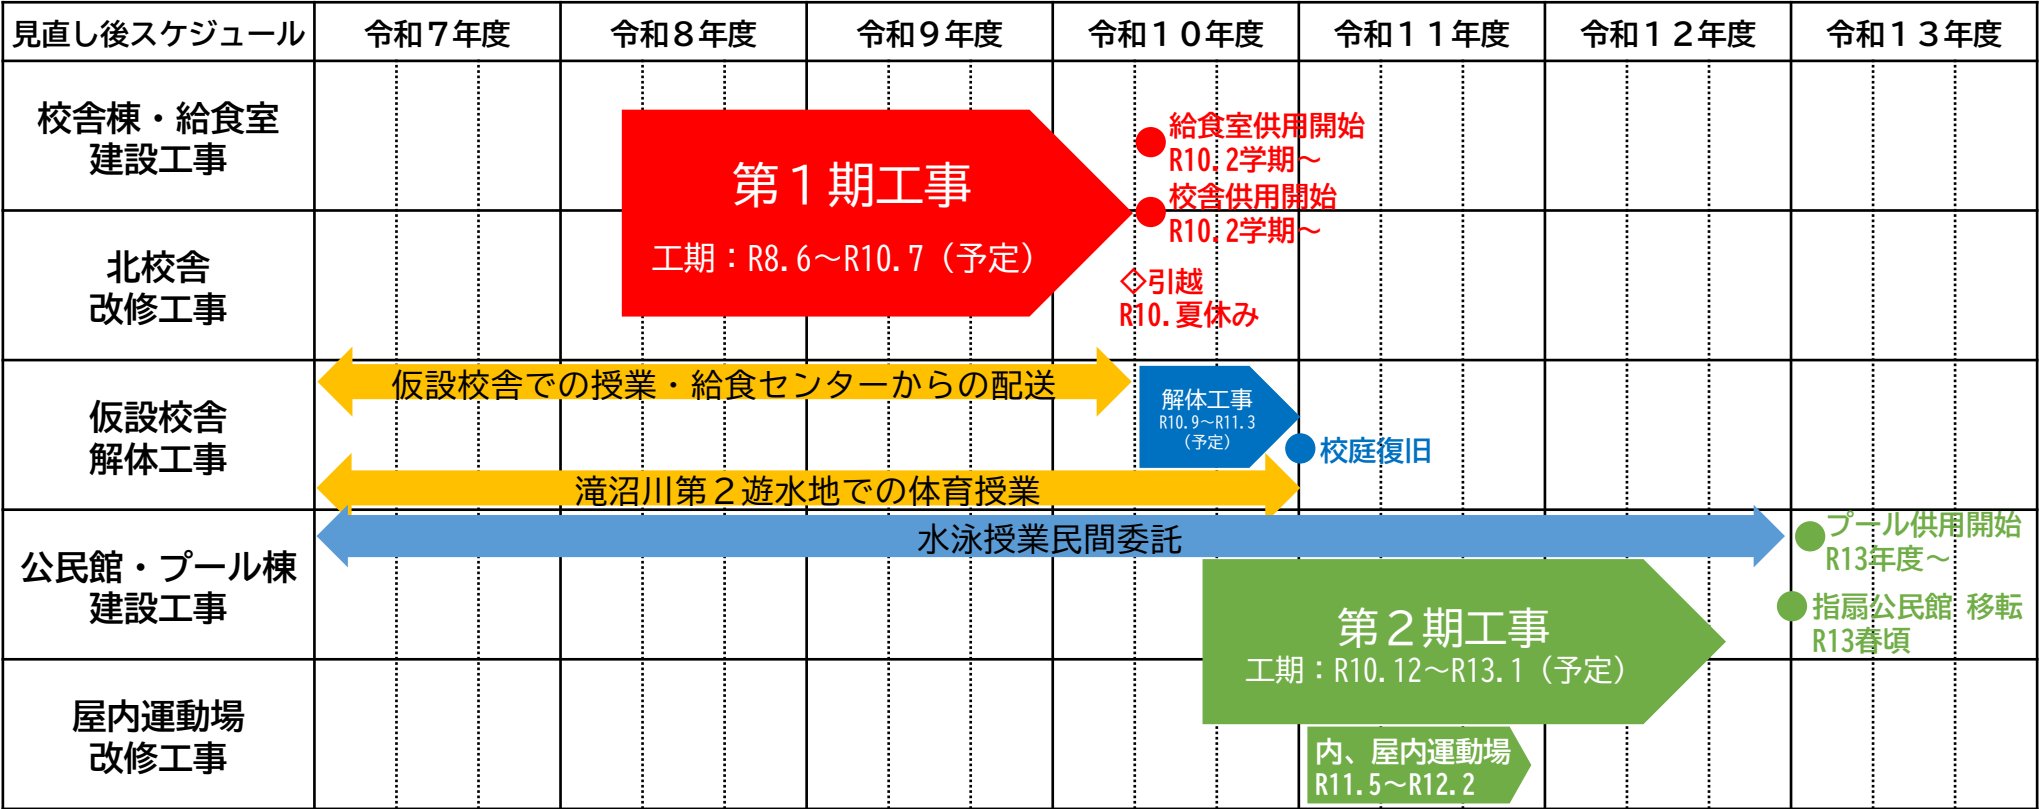 見直し後スケジュール
令和７年度
令和８年度
令和９年度
令和１０年度
令和１１年度
令和１２年度
令和１３年度
校舎棟・給食室
建設工事
第１期工事
工期：R8.6～R10.7（予定）
給食室供用開始
R10.2学期～
校舎供用開始
R10.2学期～
北校舎
改修工事
◇引越
R10.夏休み
仮設校舎
解体工事
仮設校舎での授業・給食センターからの配送
解体工事
R10.9～R11.3
（予定）
校庭復旧
滝沼川第２遊水地での体育授業
公民館・プール棟
建設工事
水泳授業民間委託
プール供用開始
R13年度～
指扇公民館 移転
R13春頃
第２期工事
工期：R10.12～R13.1（予定）
屋内運動場
改修工事
内、屋内運動場
R11.5～R12.2